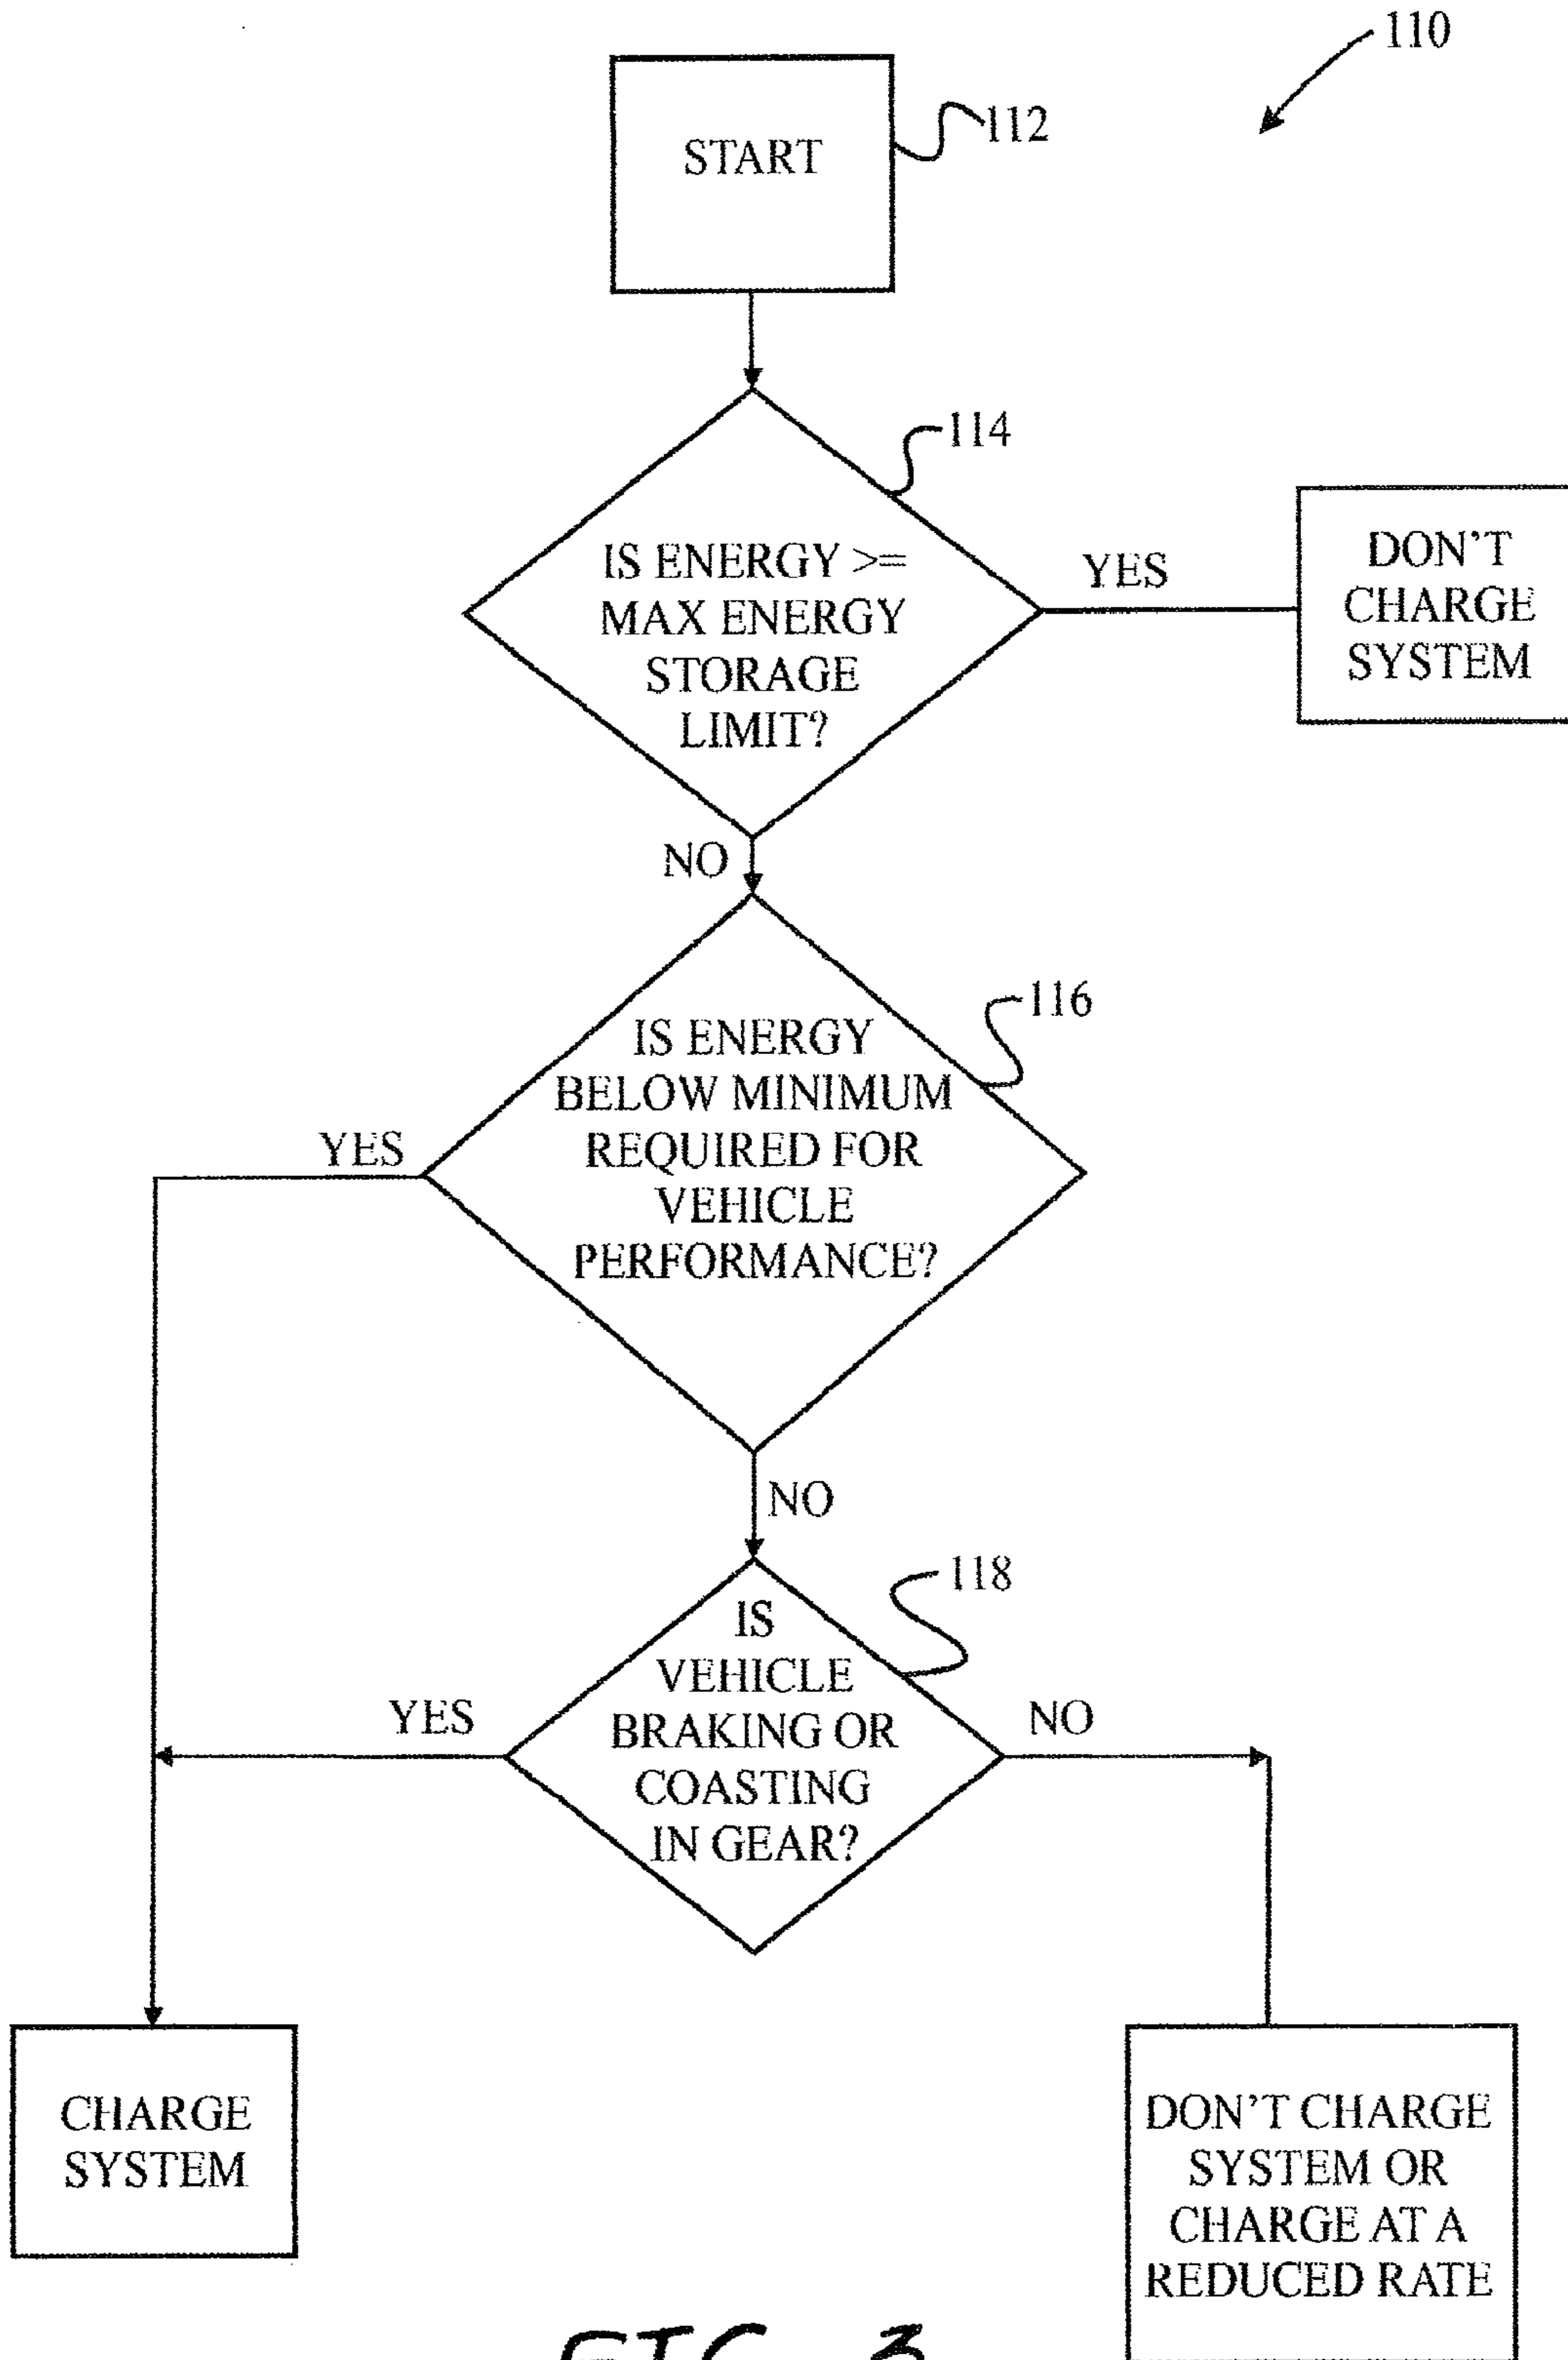 110
START
112
114
IS ENERGY >=
MAX ENERGY
STORAGE
LIMIT?
YES
DON'T
CHARGE
SYSTEM
NO
116
IS ENERGY
BELOW MINIMUM
REQUIRED FOR
VEHICLE
PERFORMANCE?
YES
NO
118
IS
VEHICLE
BRAKING OR
COASTING
IN GEAR?
YES
NO
CHARGE
SYSTEM
DON'T CHARGE
SYSTEM OR
CHARGE AT A
REDUCED RATE
FIG. 3